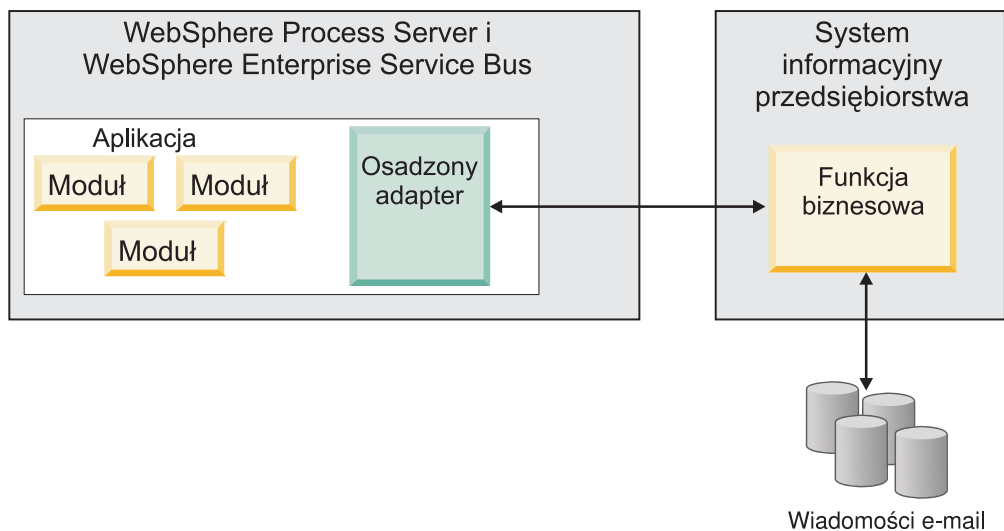 WebSphere Process Server i
WebSphere Enterprise Service Bus
Aplikacja
Moduł
Moduł
Moduł
Osadzony
adapter
System
informacyjny
przedsiębiorstwa
Funkcja
biznesowa
Wiadomości e-mail